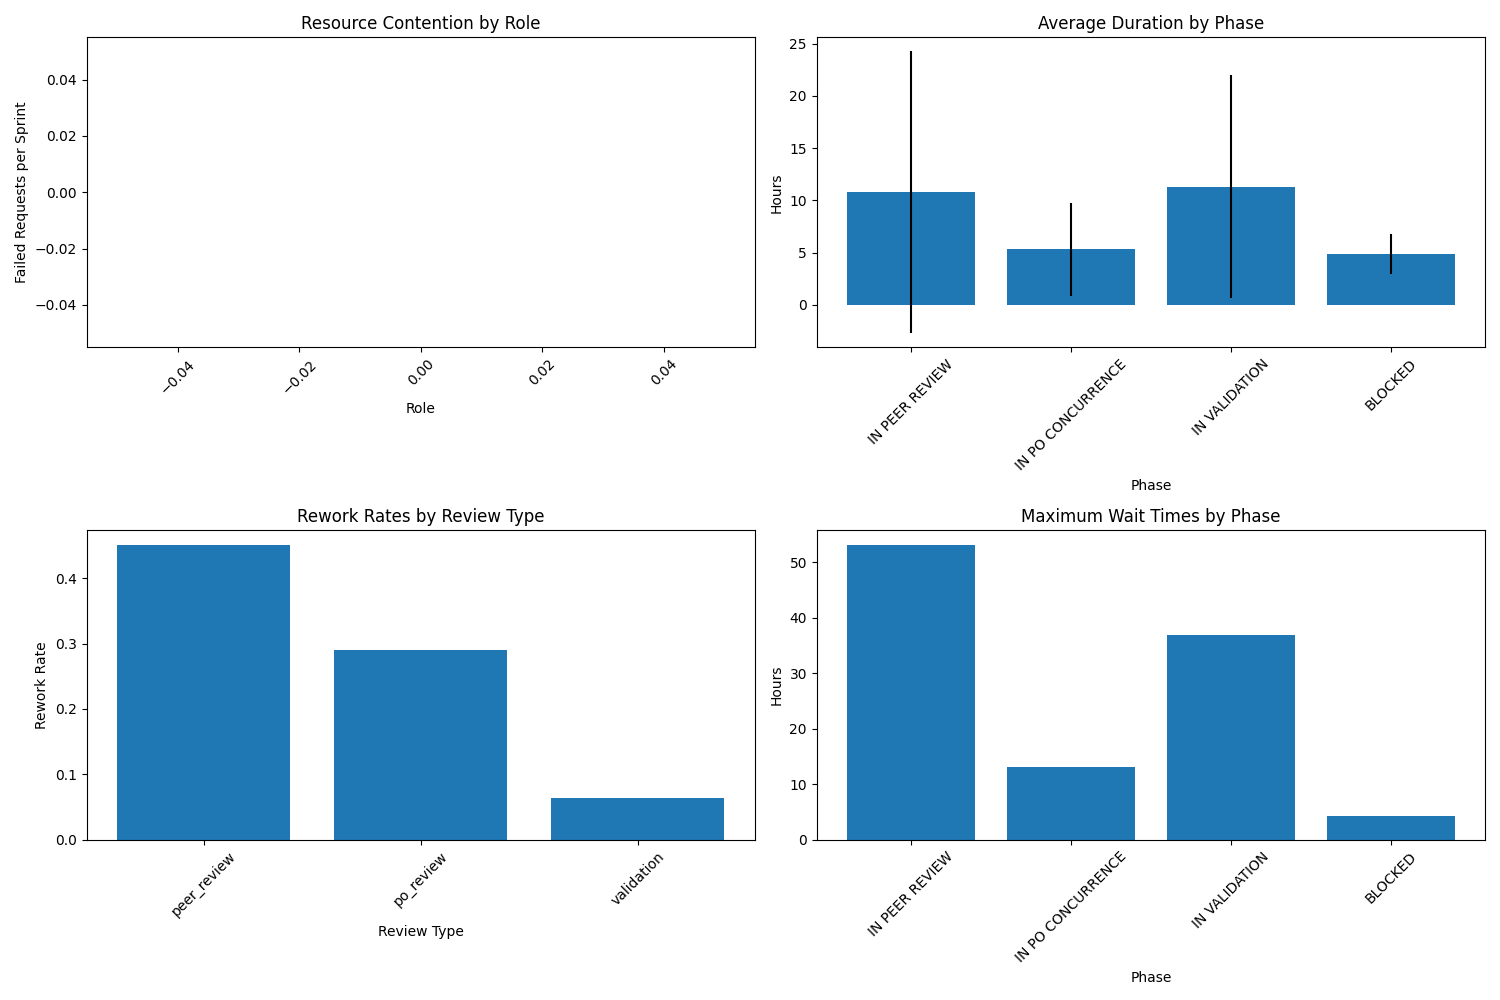 Resource Contention by Role
Failed Requests per Sprint
0.04
0.02
0.00
−0.02
−0.04
−0.04
−0.02
0.00
0.02
0.04
Role
Average Duration by Phase
Hours
25
20
15
10
5
0
IN PEER REVIEW
IN PO CONCURRENCE
IN VALIDATION
BLOCKED
Phase
Rework Rates by Review Type
Rework Rate
0.4
0.3
0.2
0.1
0.0
peer_review
po_review
validation
Review Type
Maximum Wait Times by Phase
Hours
50
40
30
20
10
0
IN PEER REVIEW
IN PO CONCURRENCE
IN VALIDATION
BLOCKED
Phase